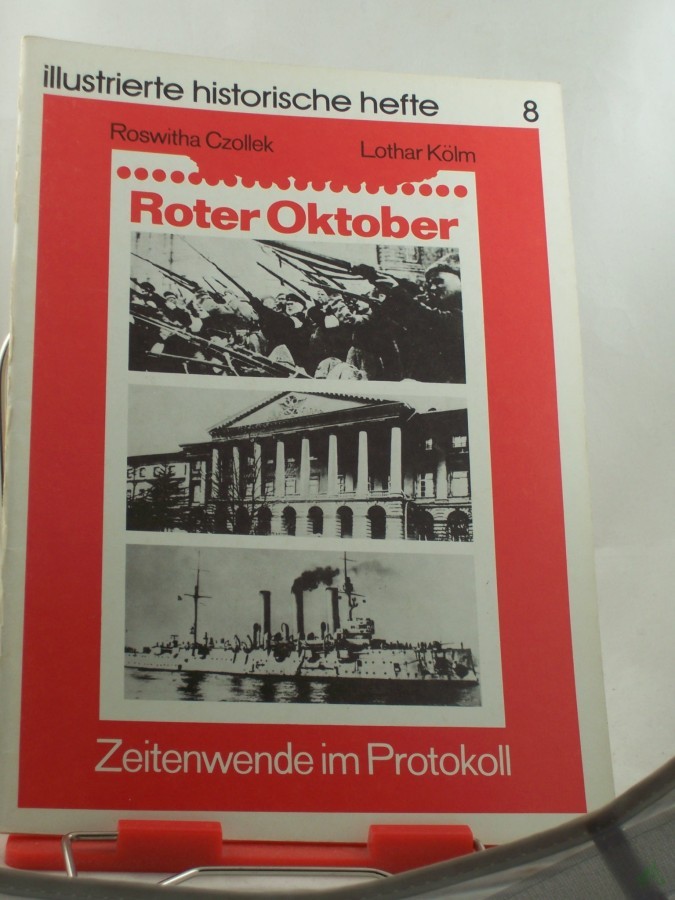 illustrierte historische hefte 8
Roswitha Czollek Lothar Kölm
Roter Oktober
Zeitenwende im Protokoll